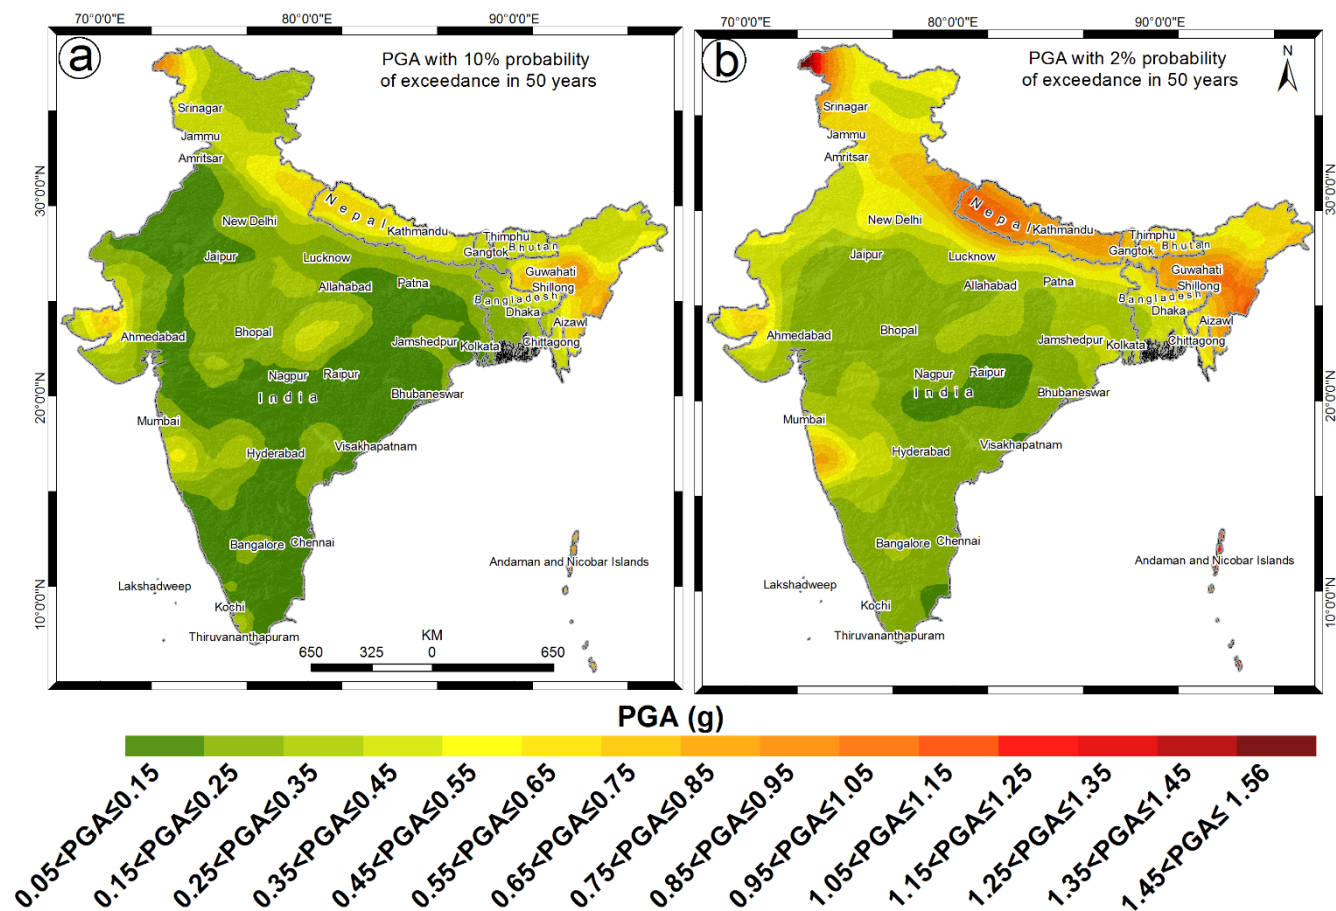 70°0'0"E 80°0'0"E 90°0'0"E
a
PGA with 10% probability
of exceedance in 50 years
30°0'0"N
20°0'0"N
10°0'0"N
Srinagar
Jammu
Amritsar
New Delhi
Nepal
Kathmandu
Thimphu
Gangtok
Bhutan
Jaipur
Lucknow
Guwahati
Allahabad
Patna
Shillong
Bangladesh
Dhaka
Aizawl
Ahmedabad
Bhopal
Jamshedpur
Kolkata
Chittagong
Nagpur
Raipur
India
Bhubaneswar
Mumbai
Visakhapatnam
Hyderabad
Bangalore
Chennai
Andaman and Nicobar Islands
Lakshadweep
Kochi
Thiruvananthapuram
KM
650 325 0 650
70°0'0"E 80°0'0"E 90°0'0"E
b
PGA with 2% probability
of exceedance in 50 years
N
30°0'0"N
20°0'0"N
10°0'0"N
Srinagar
Jammu
Amritsar
New Delhi
Nepal
Kathmandu
Thimphu
Gangtok
Bhutan
Jaipur
Lucknow
Guwahati
Allahabad
Patna
Shillong
Bangladesh
Dhaka
Aizawl
Ahmedabad
Bhopal
Jamshedpur
Kolkata
Chittagong
Nagpur
Raipur
India
Bhubaneswar
Mumbai
Visakhapatnam
Hyderabad
Bangalore
Chennai
Andaman and Nicobar Islands
Lakshadweep
Kochi
Thiruvananthapuram
PGA (g)
0.05<PGA≤0.15
0.15<PGA≤0.25
0.25<PGA≤0.35
0.35<PGA≤0.45
0.45<PGA≤0.55
0.55<PGA≤0.65
0.65<PGA≤0.75
0.75<PGA≤0.85
0.85<PGA≤0.95
0.95<PGA≤1.05
1.05<PGA≤1.15
1.15<PGA≤1.25
1.25<PGA≤1.35
1.35<PGA≤1.45
1.45<PGA≤ 1.56